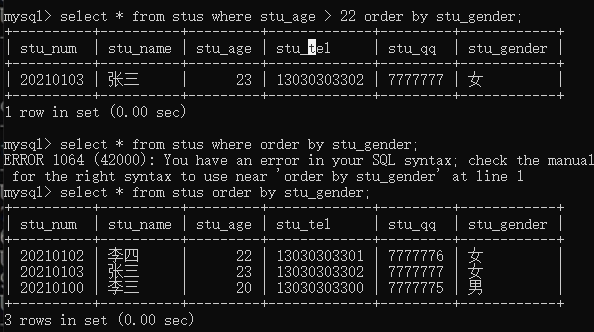 mysql> select * from stus where stu_age > 22 order by stu_gender;
+----------+----------+---------+-------------+---------+------------+
| stu_num | stu_name | stu_age | stu_tel | stu_qq | stu_gender |
+----------+----------+---------+-------------+---------+------------+
| 20210103 | 张三 | 23 | 13030303302 | 7777777 | 女 |
+----------+----------+---------+-------------+---------+------------+
1 row in set (0.00 sec)
mysql> select * from stus where order by stu_gender;
ERROR 1064 (42000): You have an error in your SQL syntax; check the manual
for the right syntax to use near 'order by stu_gender' at line 1
mysql> select * from stus order by stu_gender;
+----------+----------+---------+-------------+---------+------------+
| stu_num | stu_name | stu_age | stu_tel | stu_qq | stu_gender |
+----------+----------+---------+-------------+---------+------------+
| 20210102 | 李四 | 22 | 13030303301 | 7777776 | 女 |
| 20210103 | 张三 | 23 | 13030303302 | 7777777 | 女 |
| 20210100 | 李三 | 20 | 13030303300 | 7777775 | 男 |
+----------+----------+---------+-------------+---------+------------+
3 rows in set (0.00 sec)